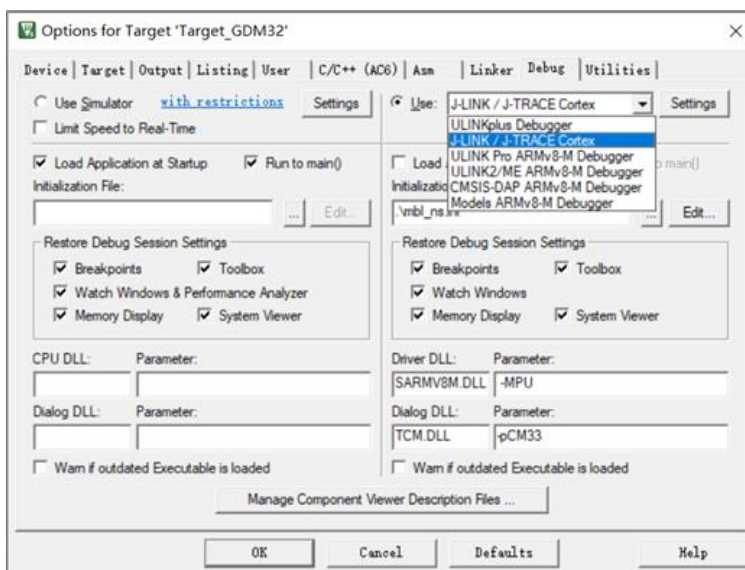 Options for Target 'Target_GDM32'
Device | Target | Output | Listing | User | C/C++ (AC6) | Asm | Linker Debug | Utilities |
Use Simulator with restrictions Settings
Limit Speed to Real-Time
Use: J-LINK / J-TRACE Cortex Settings
ULINKplus Debugger
J-LINK / J-TRACE Cortex
ULINK Pro ARMv8-M Debugger
ULINK2/ME ARMv8-M Debugger
CMSIS-DAP ARMv8-M Debugger
Models ARMv8-M Debugger
Load Application at Startup Run to main()
Initialization File:
... Edit...
Restore Debug Session Settings
Breakpoints Toolbox
Watch Windows & Performance Analyzer
Memory Display System Viewer
.\mbl_ns.ini ... Edit...
Restore Debug Session Settings
Breakpoints Toolbox
Watch Windows
Memory Display System Viewer
CPU DLL: Parameter:
Dialog DLL: Parameter:
Warn if outdated Executable is loaded
Driver DLL: Parameter:
SARMV8M.DLL -MPU
Dialog DLL: Parameter:
TCM.DLL -pCM33
Warn if outdated Executable is loaded
Manage Component Viewer Description Files ...
OK Cancel Defaults Help